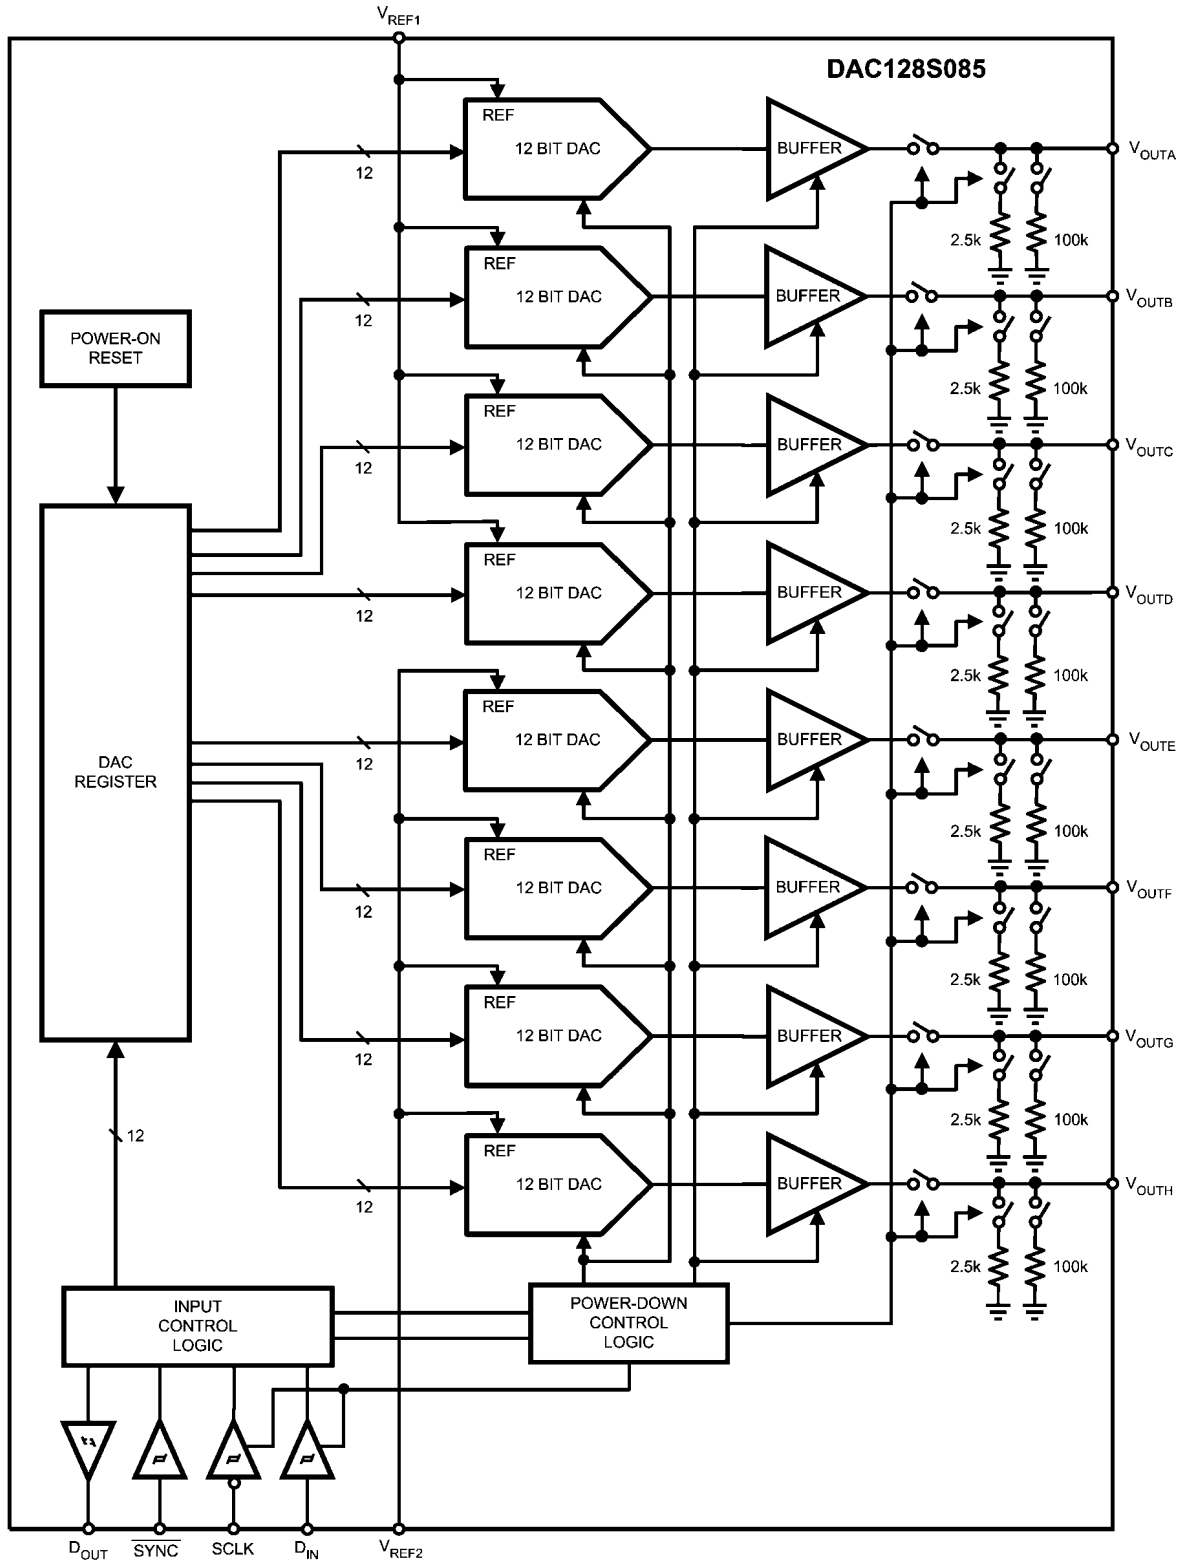 VREF1
DAC128S085
REF
12 BIT DAC
BUFFER
VOUTA
12
2.5k
100k
REF
12 BIT DAC
BUFFER
VOUTB
12
2.5k
100k
POWER-ON
RESET
REF
12 BIT DAC
BUFFER
VOUTC
12
2.5k
100k
REF
12 BIT DAC
BUFFER
VOUTD
12
2.5k
100k
DAC
REGISTER
REF
12 BIT DAC
BUFFER
VOUTE
12
2.5k
100k
REF
12 BIT DAC
BUFFER
VOUTF
12
2.5k
100k
REF
12 BIT DAC
BUFFER
VOUTG
12
2.5k
100k
12
REF
12 BIT DAC
BUFFER
VOUTH
12
2.5k
100k
INPUT
CONTROL
LOGIC
POWER-DOWN
CONTROL
LOGIC
DOUT
SYNC
SCLK
DIN
VREF2